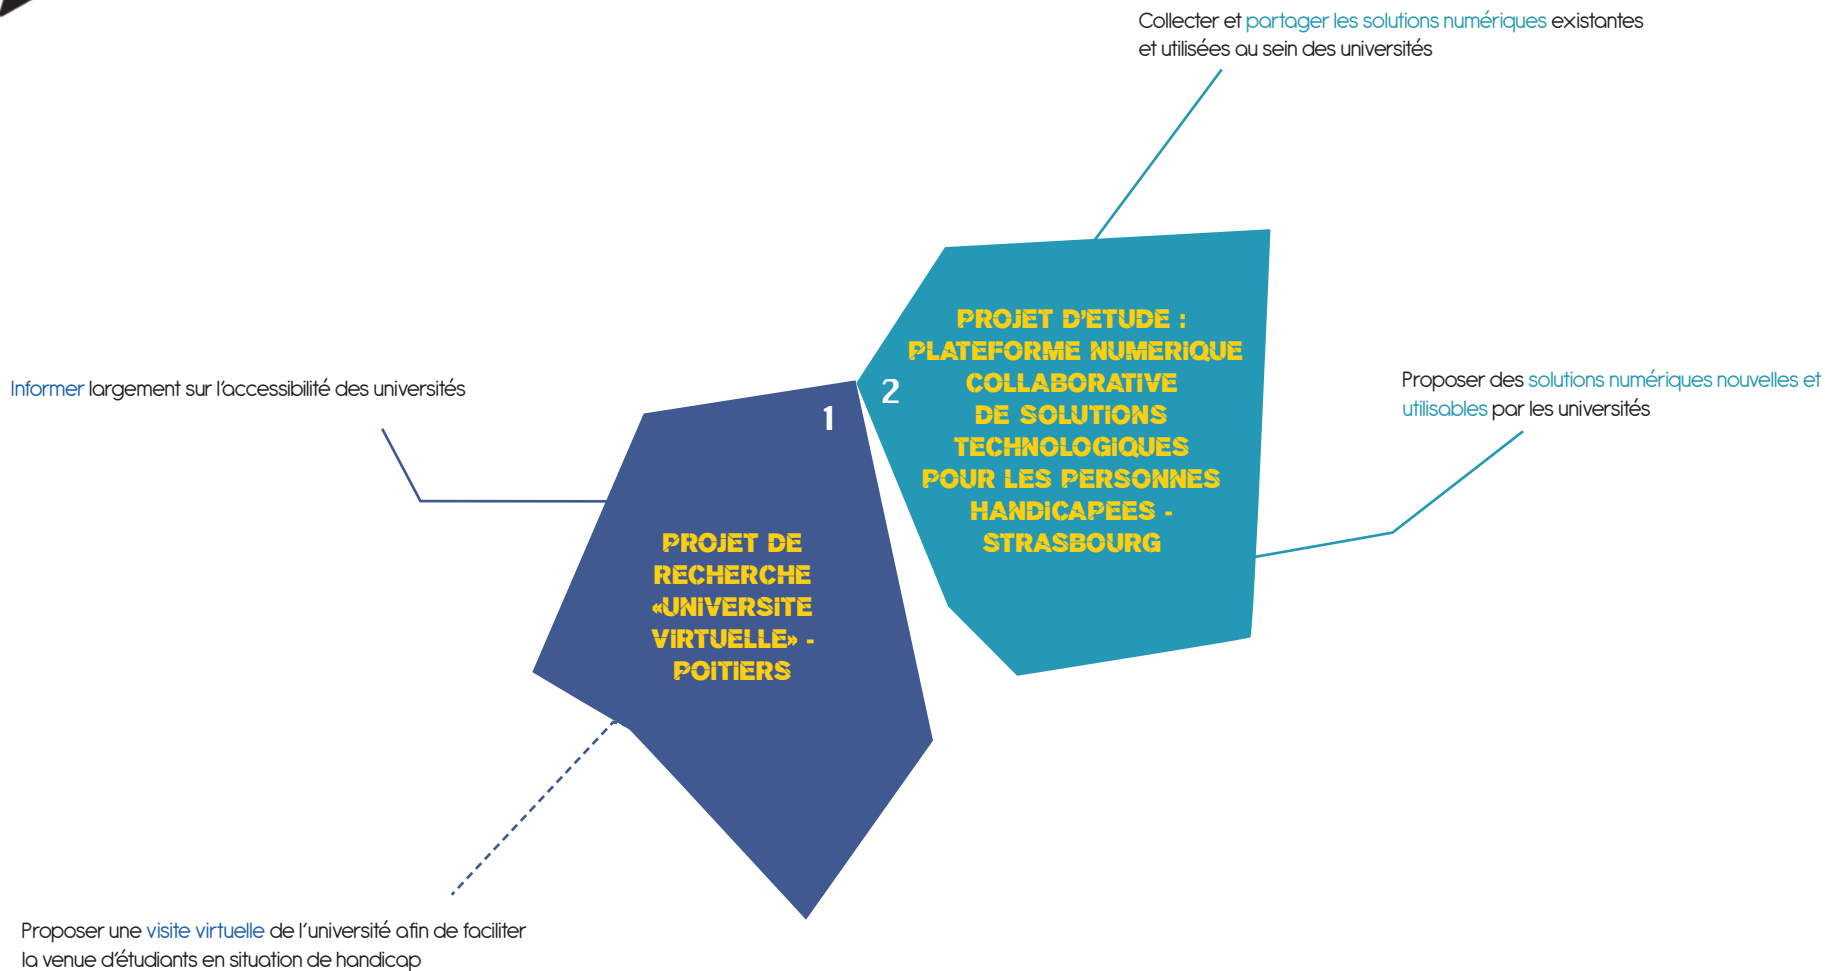 Collecter et partager les solutions numériques existantes
et utilisées au sein des universités
Informer largement sur l'accessibilité des universités
1
PROJET DE
RECHERCHE
«UNIVERSITE
VIRTUELLE» -
POITIERS
2
PROJET D'ETUDE :
PLATEFORME NUMERIQUE
COLLABORATIVE
DE SOLUTIONS
TECHNOLOGIQUES
POUR LES PERSONNES
HANDICAPEES -
STRASBOURG
Proposer des solutions numériques nouvelles et
utilisables par les universités
Proposer une visite virtuelle de l'université afin de faciliter
la venue d'étudiants en situation de handicap